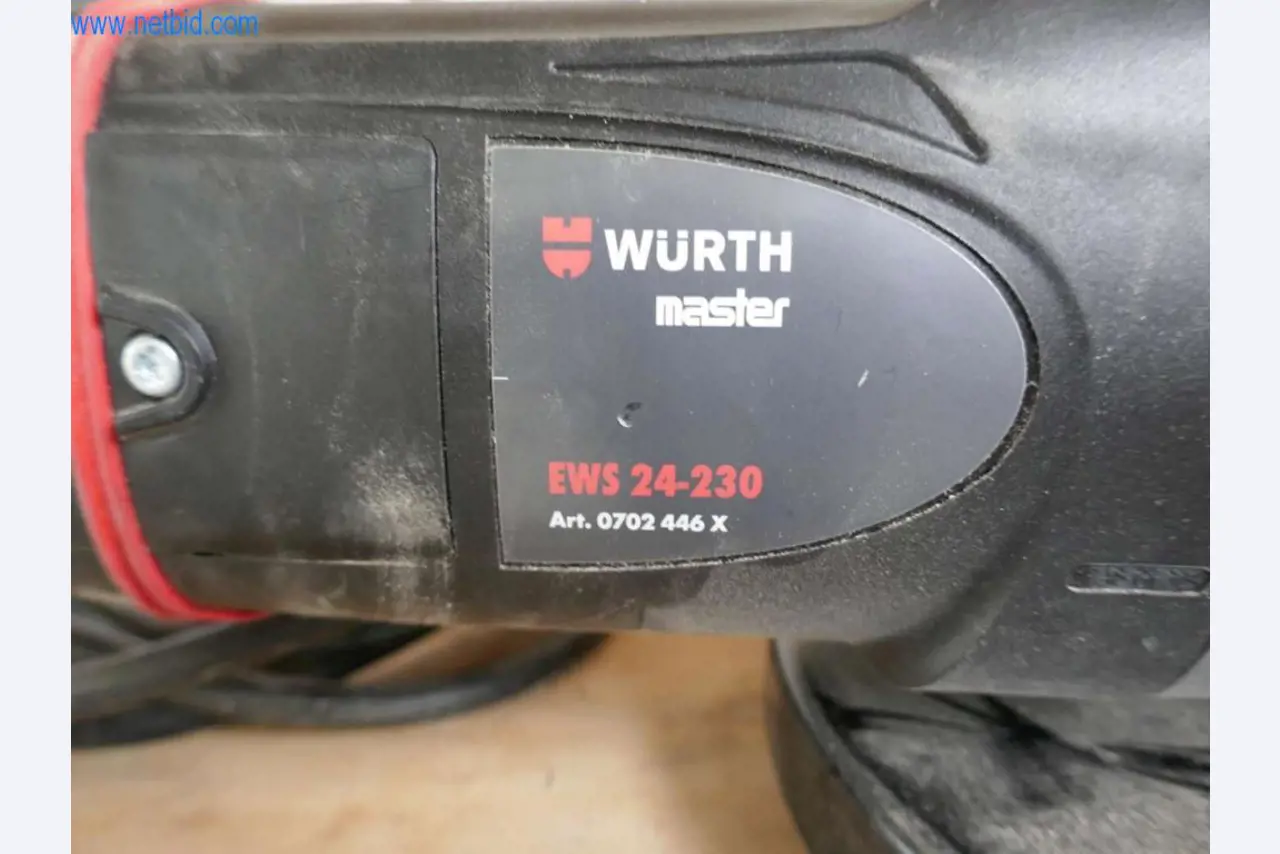 www.netbid.com
WÜRTH
master
EWS 24-230
Art. 0702 446 X